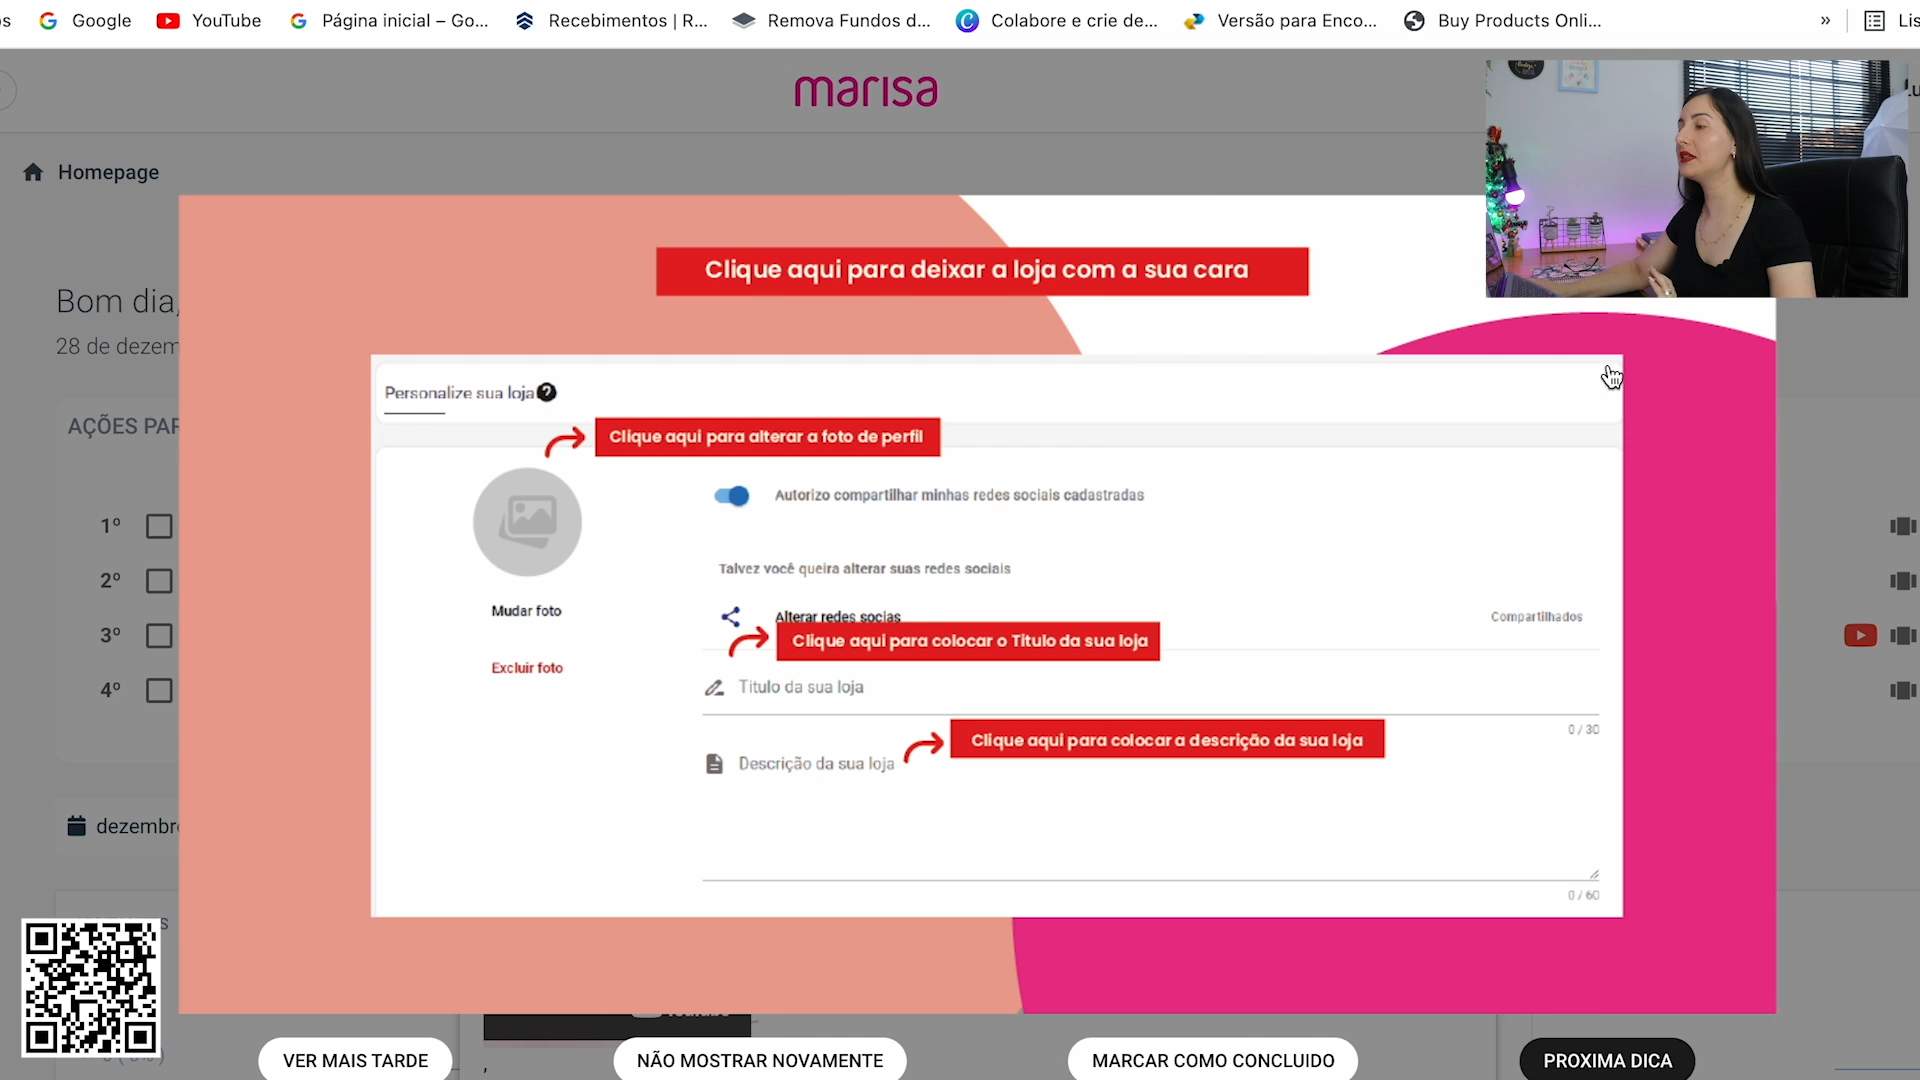 Google
YouTube
Página inicial – Go...
Recebimentos | R...
Remova Fundos d...
Colabore e crie de...
Versão para Enco...
Buy Products Onli...
»
Lis
marisa
Homepage
Bom dia,
28 de dezem
AÇÕES PAR
1º
2º
3º
4º
dezembro
Clique aqui para deixar a loja com a sua cara
Personalize sua loja ?
Clique aqui para alterar a foto de perfil
Autorizo compartilhar minhas redes sociais cadastradas
Talvez você queira alterar suas redes sociais
Mudar foto
Alterar redes socias
Compartilhados
Clique aqui para colocar o Titulo da sua loja
Excluir foto
Titulo da sua loja
0 / 30
Clique aqui para colocar a descrição da sua loja
Descrição da sua loja
0 / 60
VER MAIS TARDE
NÃO MOSTRAR NOVAMENTE
MARCAR COMO CONCLUIDO
PROXIMA DICA